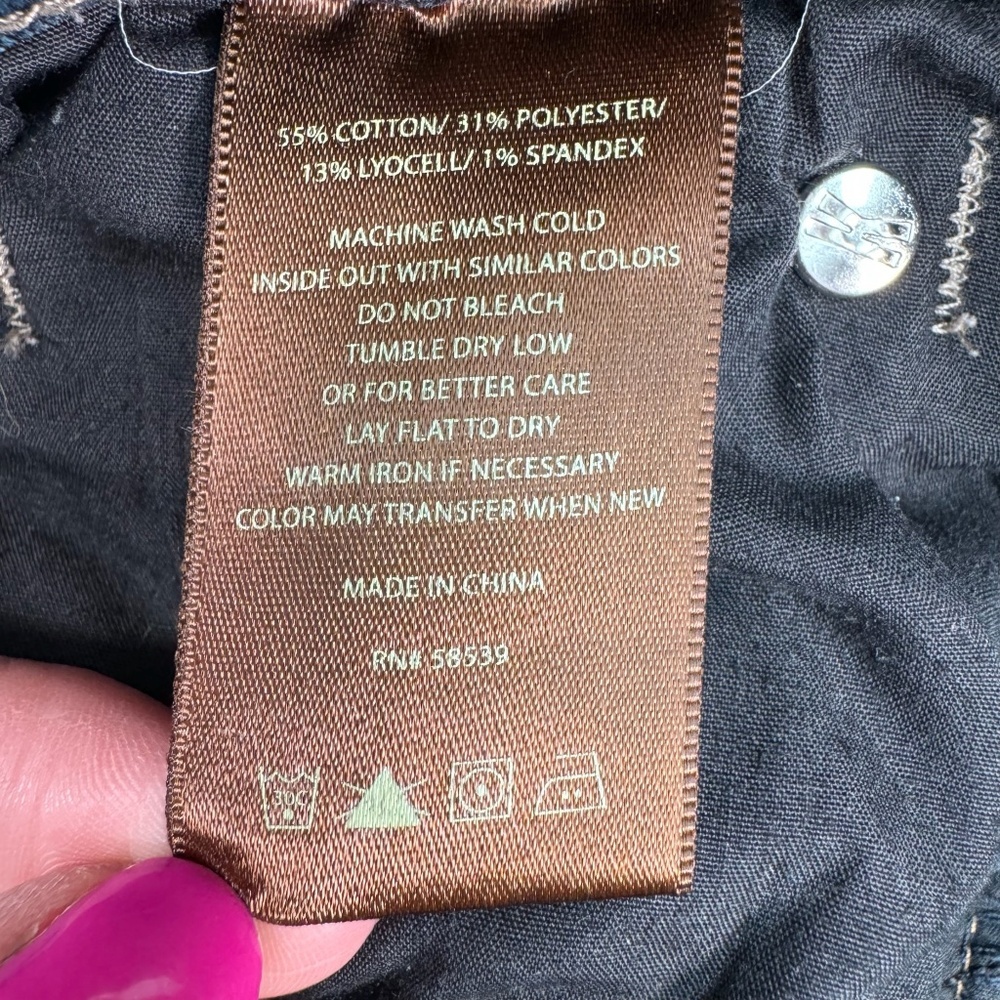 55% COTTON/ 31% POLYESTER/
13% LYOCELL/ 1% SPANDEX
MACHINE WASH COLD
INSIDE OUT WITH SIMILAR COLORS
DO NOT BLEACH
TUMBLE DRY LOW
OR FOR BETTER CARE
LAY FLAT TO DRY
WARM IRON IF NECESSARY
COLOR MAY TRANSFER WHEN NEW
MADE IN CHINA
RN# 58539
30C